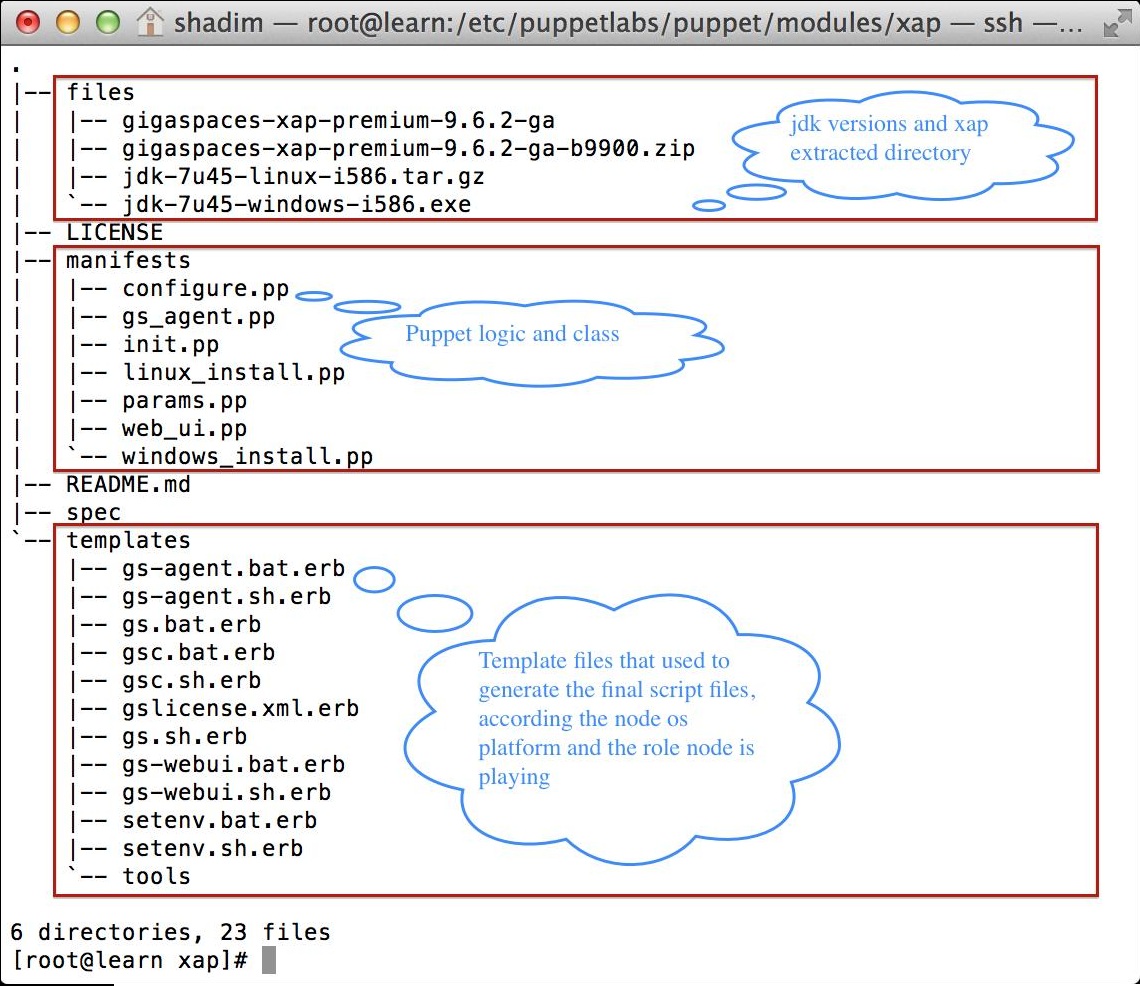 shadim — root@learn:/etc/puppetlabs/puppet/modules/xap — ssh —...
.
|-- files
|   |-- gigaspaces-xap-premium-9.6.2-ga
|   |-- gigaspaces-xap-premium-9.6.2-ga-b9900.zip
|   |-- jdk-7u45-linux-i586.tar.gz
|   `-- jdk-7u45-windows-i586.exe
jdk versions and xap
extracted directory
|-- LICENSE
|-- manifests
|   |-- configure.pp
|   |-- gs_agent.pp
|   |-- init.pp
|   |-- linux_install.pp
|   |-- params.pp
|   |-- web_ui.pp
|   `-- windows_install.pp
Puppet logic and class
|-- README.md
|-- spec
`-- templates
    |-- gs-agent.bat.erb
    |-- gs-agent.sh.erb
    |-- gs.bat.erb
    |-- gsc.bat.erb
    |-- gsc.sh.erb
    |-- gslicense.xml.erb
    |-- gs.sh.erb
    |-- gs-webui.bat.erb
    |-- gs-webui.sh.erb
    |-- setenv.bat.erb
    |-- setenv.sh.erb
    `-- tools
Template files that used to
generate the final script files,
according the node os
platform and the role node is
playing
6 directories, 23 files
[root@learn xap]#